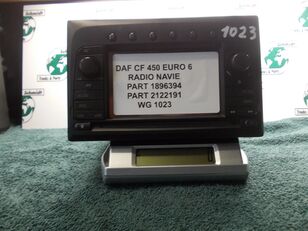 1023
DAF CF 450 EURO 6
RADIO NAVIE
PART 1896394
PART 2122191
WG 1023